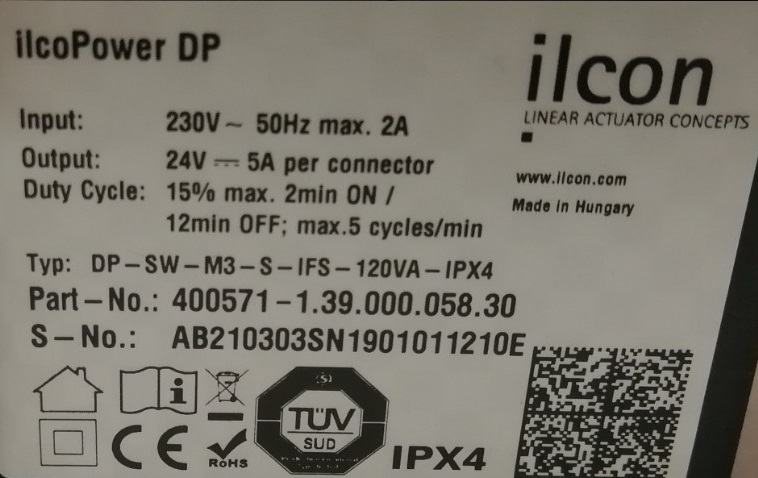 ilcoPower DP
ilcon
LINEAR ACTUATOR CONCEPTS
Input: 230V~ 50Hz max. 2A
Output: 24V ⎓ 5A per connector
Duty Cycle: 15% max. 2min ON /
12min OFF; max.5 cycles/min
www.ilcon.com
Made in Hungary
Typ: DP-SW-M3-S-IFS-120VA-IPX4
Part-No.: 400571-1.39.000.058.30
S-No.: AB210303SN1901011210E
i
CE
RoHS
TÜV
SUD
IPX4